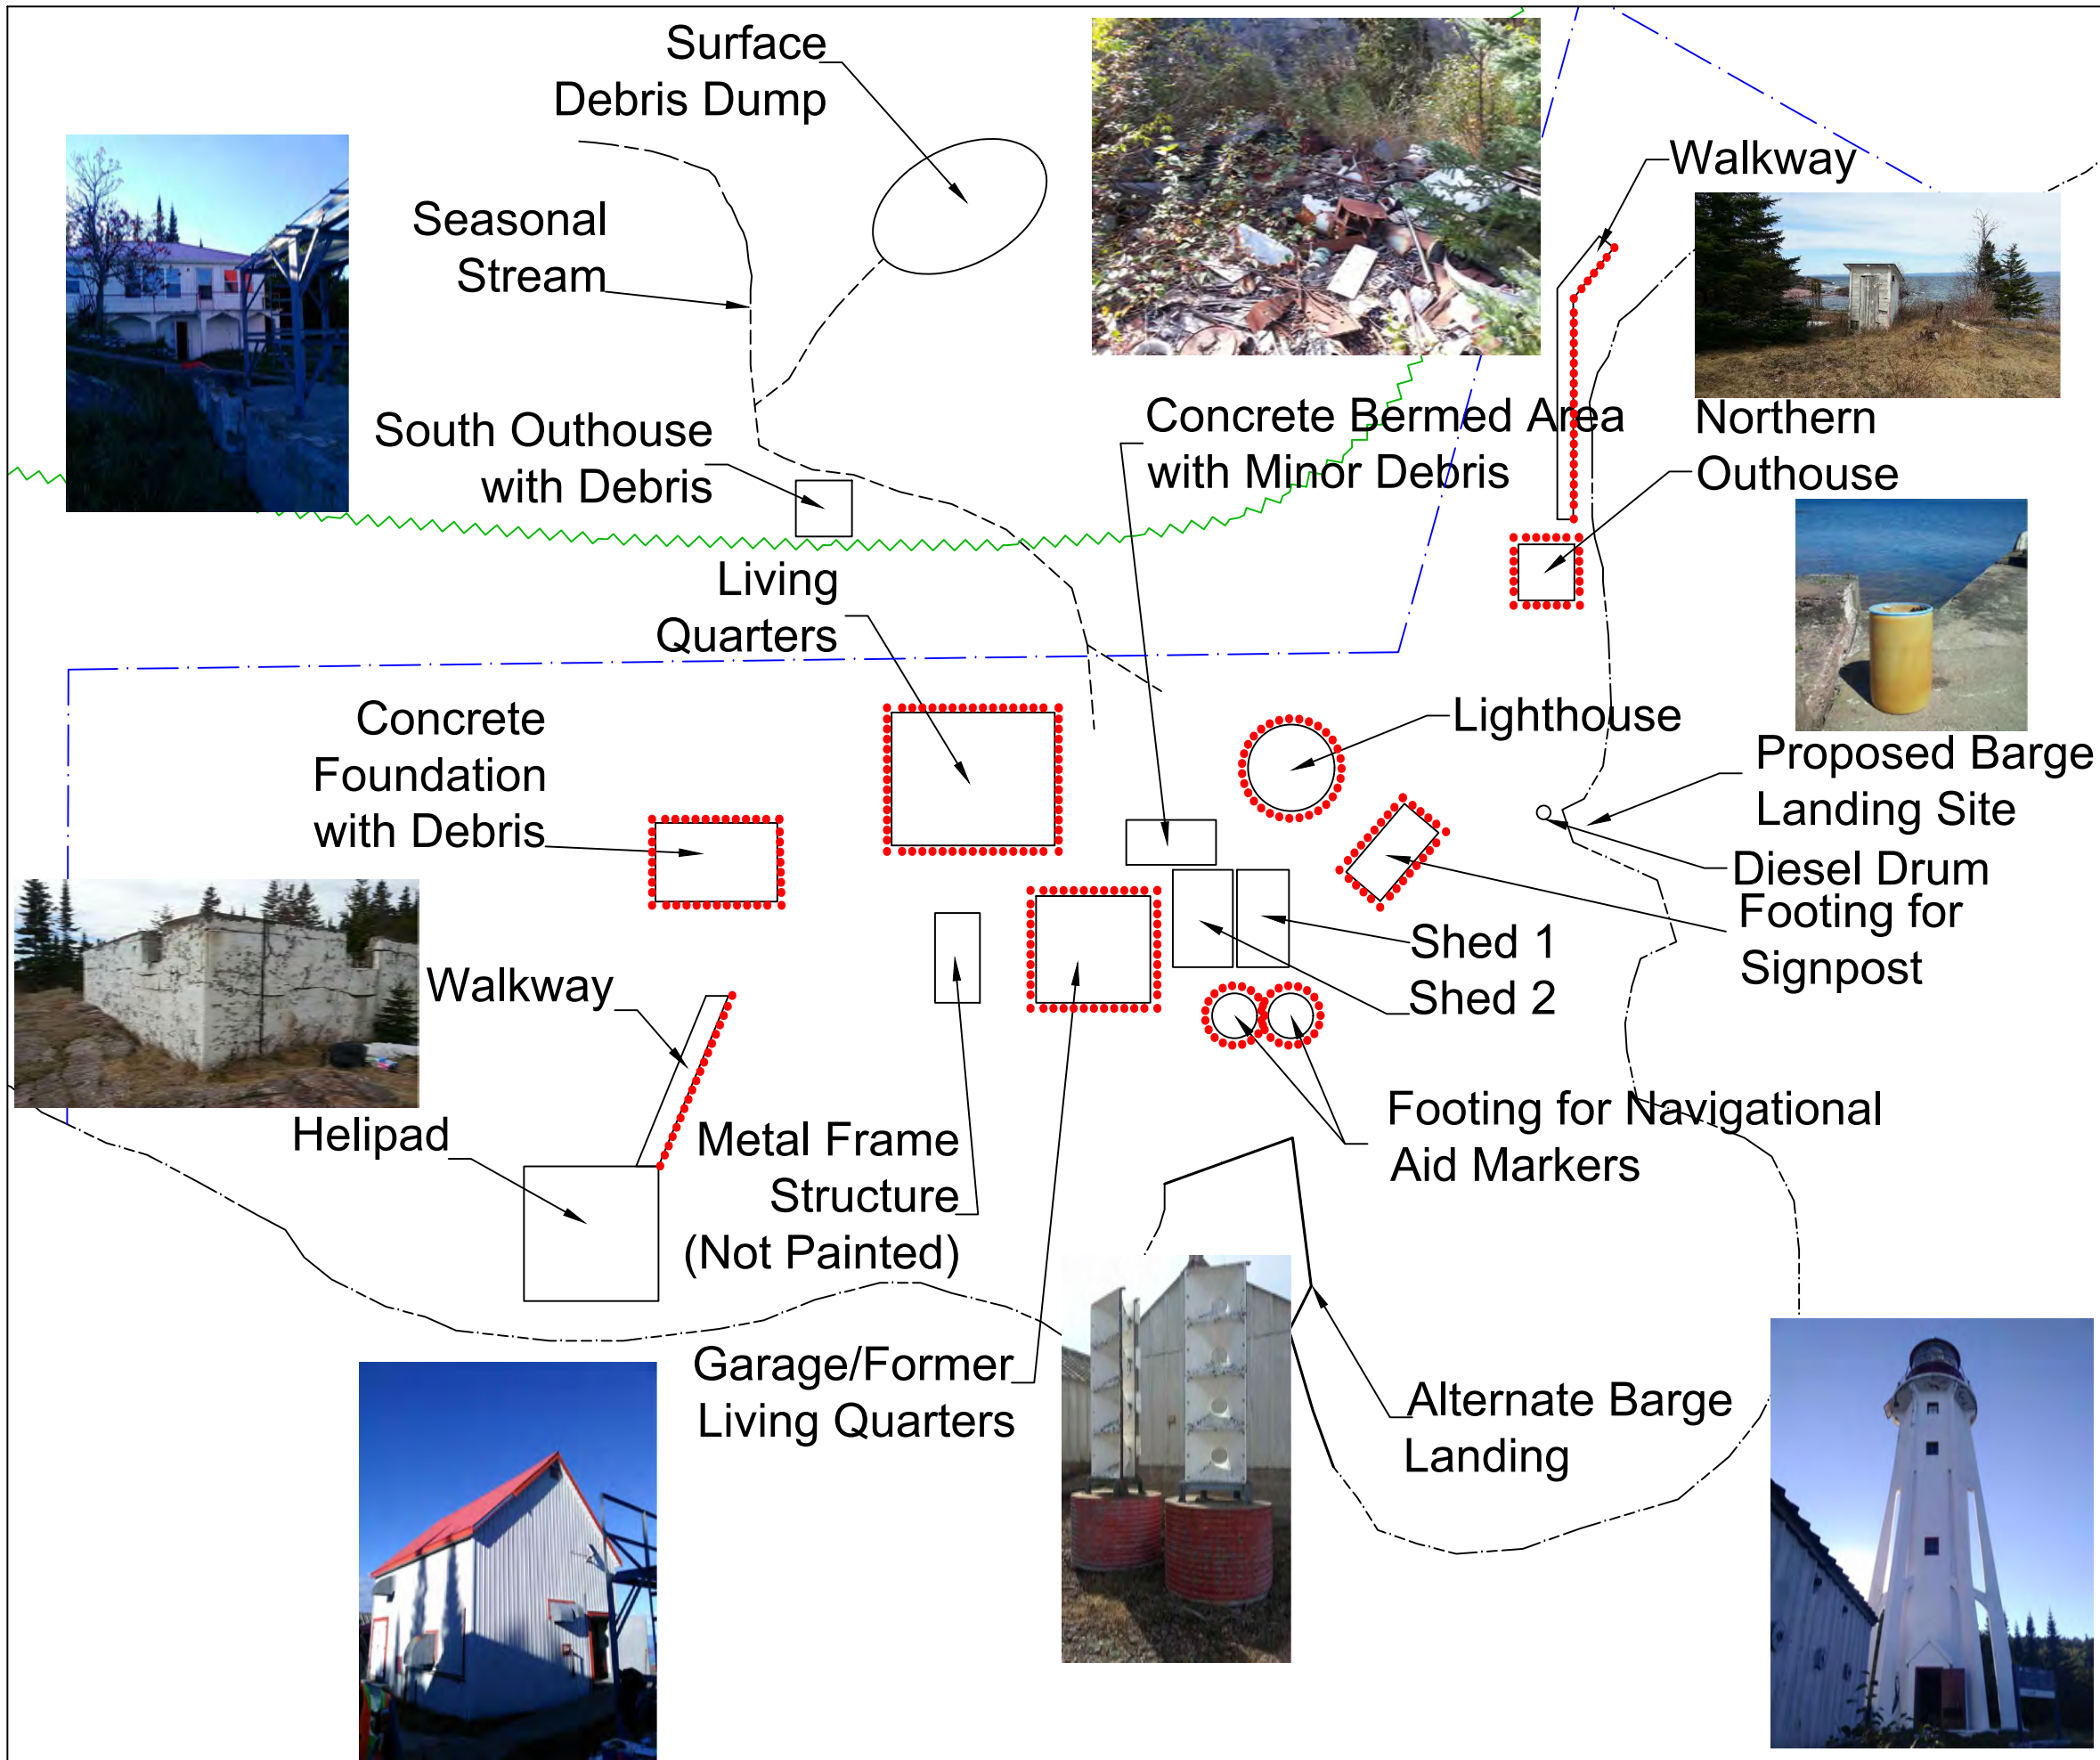 Surface
Debris Dump
Walkway
Seasonal
Stream
South Outhouse
with Debris
Concrete Bermed Area
with Minor Debris
Northern
Outhouse
Living
Quarters
Concrete
Foundation
with Debris
Lighthouse
Proposed Barge
Landing Site
Diesel Drum
Footing for
Signpost
Shed 1
Shed 2
Walkway
Helipad
Metal Frame
Structure
(Not Painted)
Footing for Navigational
Aid Markers
Garage/Former
Living Quarters
Alternate Barge
Landing